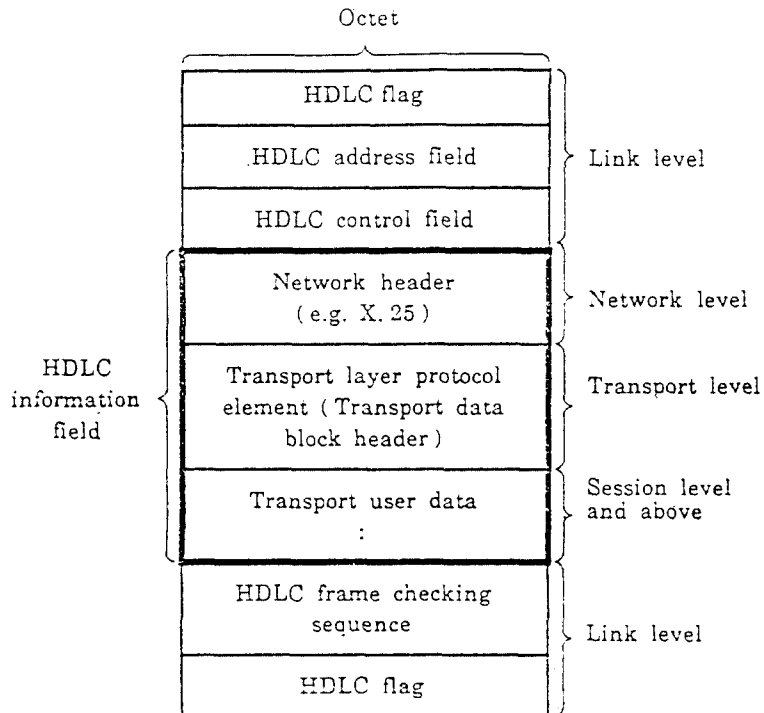 Octet
HDLC flag
HDLC address field
Link level
HDLC control field
Network header
( e.g. X.25 )
Network level
HDLC
information
field
Transport layer protocol
element ( Transport data
block header )
Transport level
Transport user data
:
Session level
and above
HDLC frame checking
sequence
Link level
HDLC flag